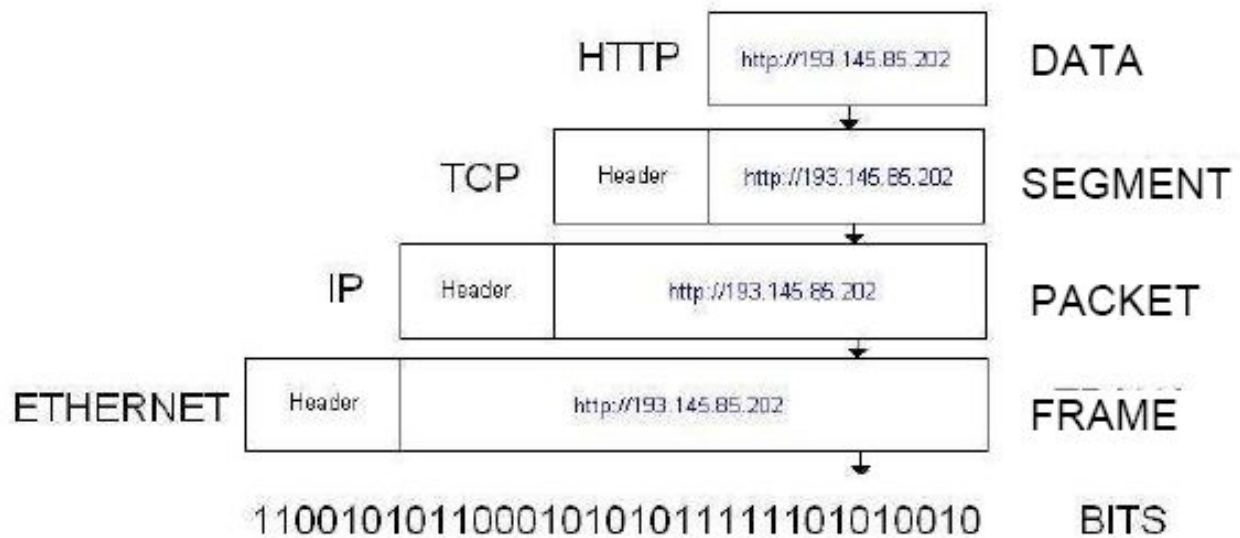 HTTP http://193.145.85.202 DATA
TCP Header http://193.145.85.202 SEGMENT
IP Header http://193.145.85.202 PACKET
ETHERNET Header http://193.145.85.202 FRAME
110010101100010101010111111101010010 BITS